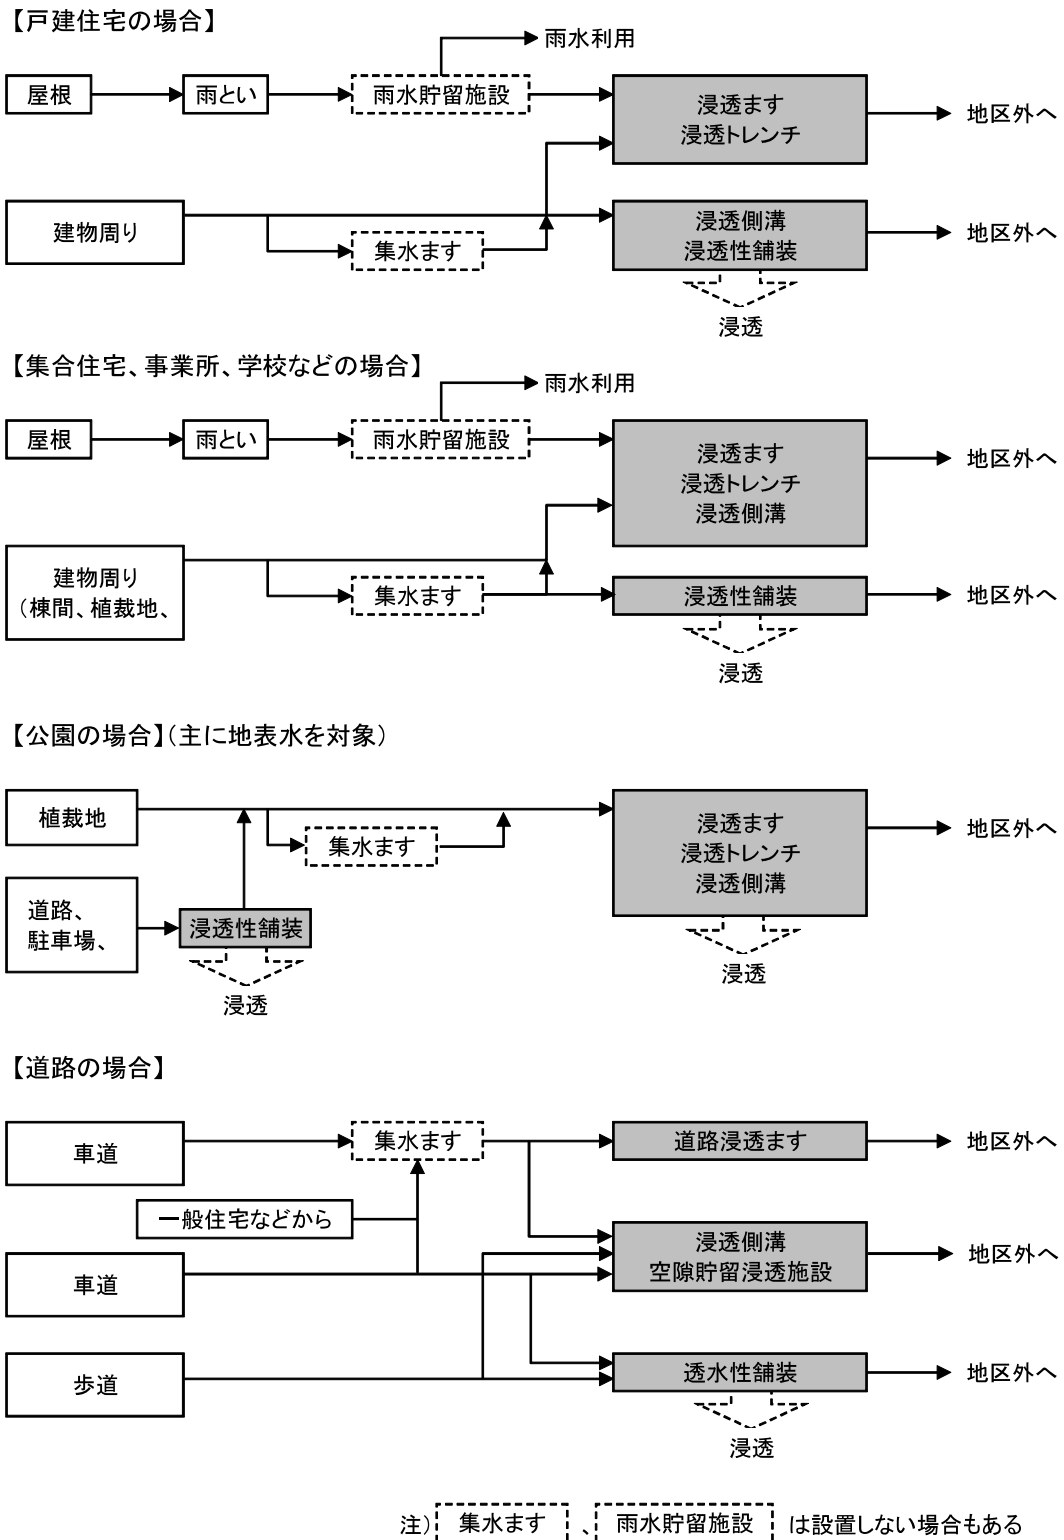 【戸建住宅の場合】
雨水利用
屋根
雨とい
雨水貯留施設
浸透ます
浸透トレンチ
地区外へ
建物周り
集水ます
浸透側溝
浸透性舗装
地区外へ
浸透
【集合住宅、事業所、学校などの場合】
雨水利用
屋根
雨とい
雨水貯留施設
浸透ます
浸透トレンチ
浸透側溝
地区外へ
建物周り
（棟間、植裁地、
集水ます
浸透性舗装
地区外へ
浸透
【公園の場合】（主に地表水を対象）
植裁地
集水ます
浸透ます
浸透トレンチ
浸透側溝
地区外へ
道路、
駐車場、
浸透性舗装
浸透
浸透
【道路の場合】
車道
集水ます
道路浸透ます
地区外へ
一般住宅などから
車道
浸透側溝
空隙貯留浸透施設
地区外へ
歩道
透水性舗装
地区外へ
浸透
注） 集水ます 、 雨水貯留施設 は設置しない場合もある